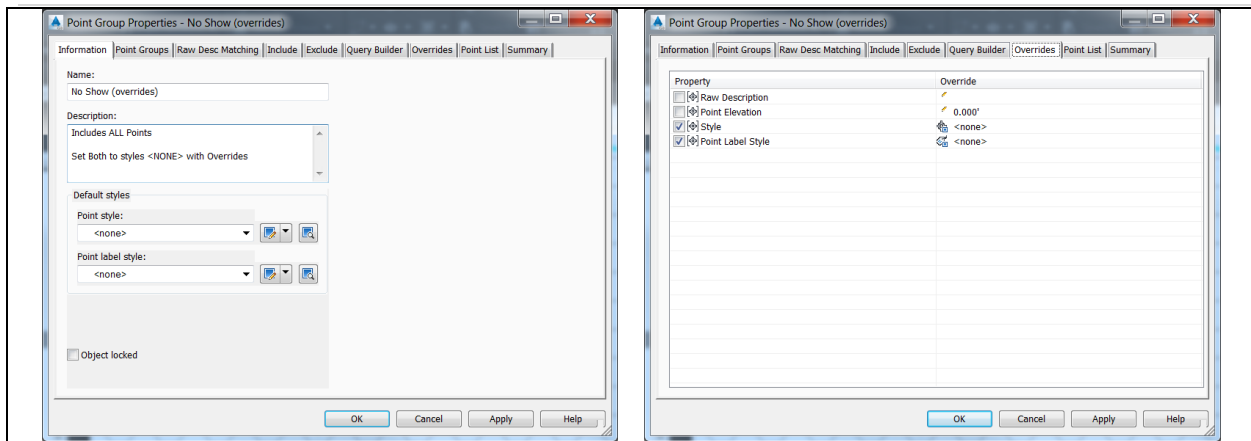 Point Group Properties - No Show (overrides)
Information Point Groups Raw Desc Matching Include Exclude Query Builder Overrides Point List Summary
Name:
No Show (overrides)
Description:
Includes ALL Points
Set Both to styles <NONE> with Overrides
Default styles
Point style:
<none>
Point label style:
<none>
Object locked
OK Cancel Apply Help
Point Group Properties - No Show (overrides)
Information Point Groups Raw Desc Matching Include Exclude Query Builder Overrides Point List Summary
Property Override
Raw Description
Point Elevation 0.000'
Style <none>
Point Label Style <none>
OK Cancel Apply Help